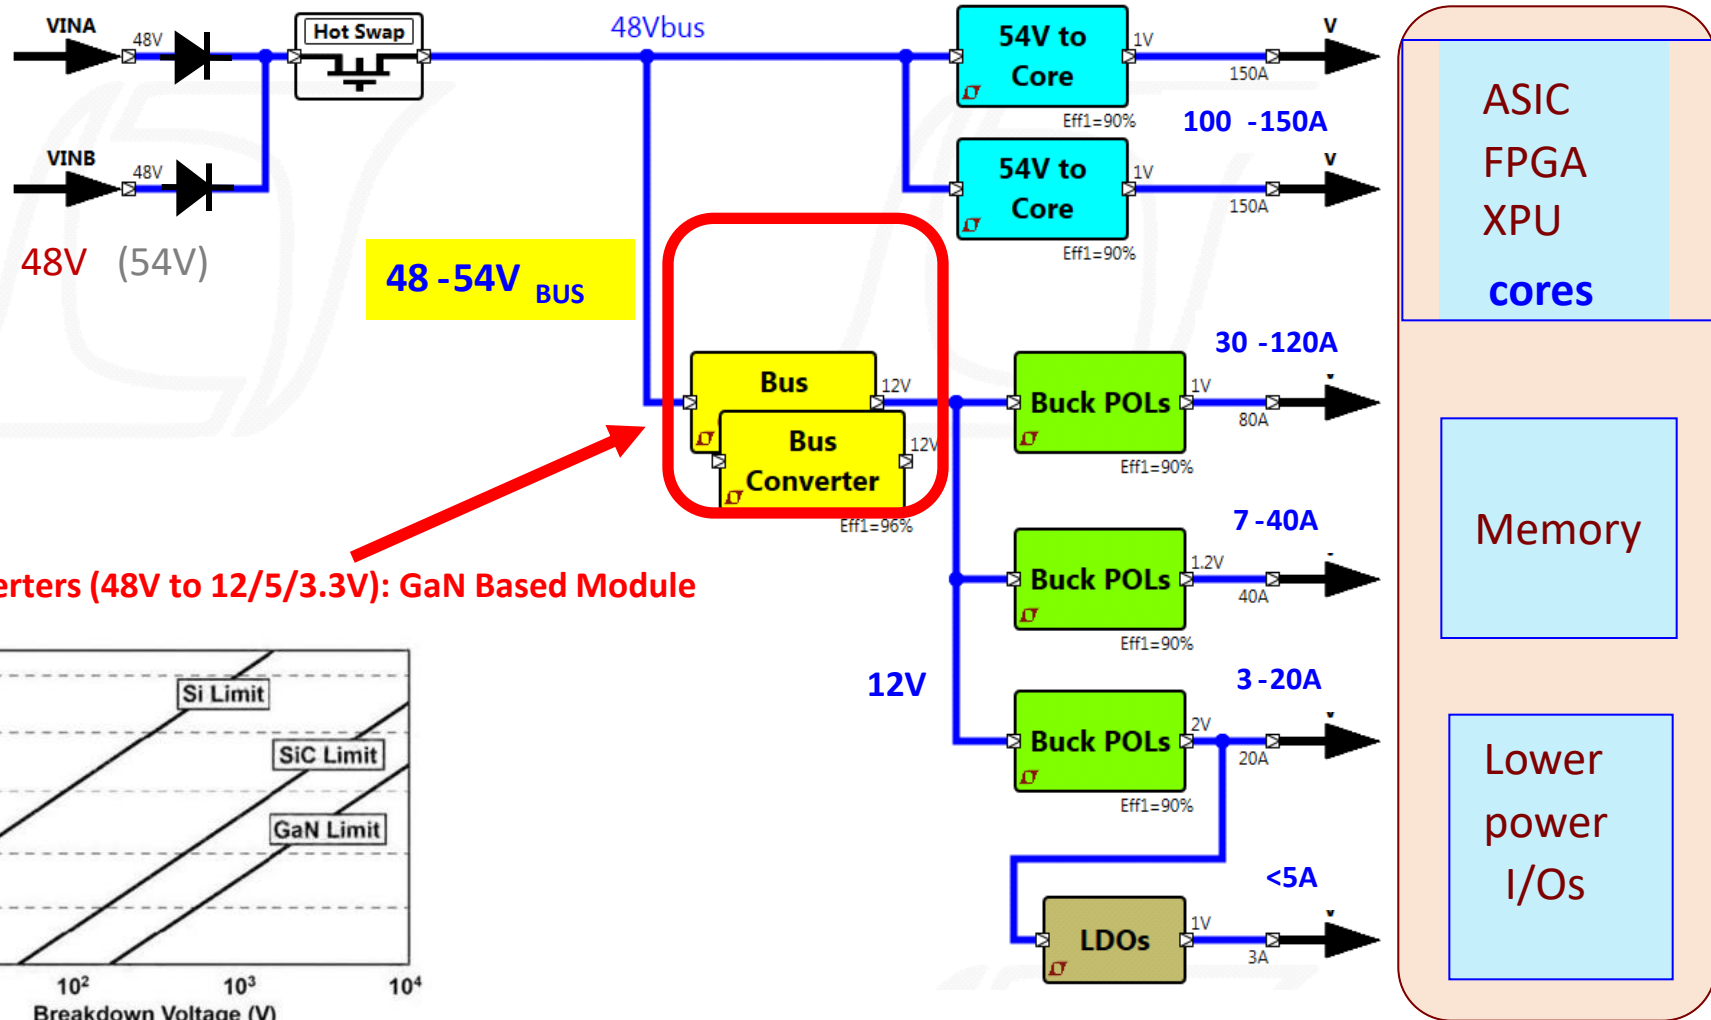 VINA
48V
Hot Swap
48Vbus
54V to
Core
1V
150A
V
Eff1=90%
100 -150A
VINB
48V
54V to
Core
1V
150A
V
Eff1=90%
48V (54V)
48 -54V BUS
ASIC
FPGA
XPU
cores
Bus
12V
Bus
Converter
12V
Eff1=96%
30 -120A
Buck POLs
1V
80A
Eff1=90%
7 -40A
Buck POLs
1.2V
40A
Eff1=90%
Memory
erters (48V to 12/5/3.3V): GaN Based Module
12V
3 -20A
Buck POLs
2V
20A
Eff1=90%
<5A
LDOs
1V
3A
Lower
power
I/Os
Si Limit
SiC Limit
GaN Limit
10²
10³
10⁴
Breakdown Voltage (V)